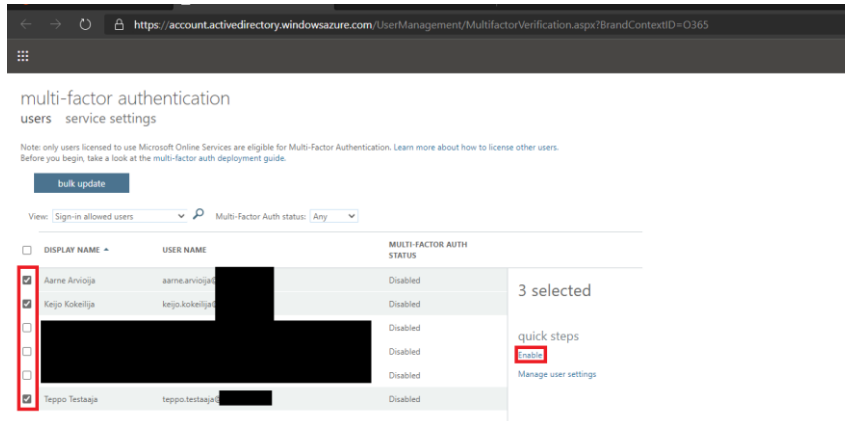 https://account.activedirectory.windowsazure.com/UserManagement/MultifactorVerification.aspx?BrandContextID=O365
multi-factor authentication
users service settings
Note: only users licensed to use Microsoft Online Services are eligible for Multi-Factor Authentication. Learn more about how to license other users.
Before you begin, take a look at the multi-factor auth deployment guide.
bulk update
View: Sign-in allowed users Multi-Factor Auth status: Any
DISPLAY NAME USER NAME MULTI-FACTOR AUTH STATUS
Aarne Arvioija aarne.arvioija@ Disabled
Keijo Kokeilija keijo.kokeilija@ Disabled
Disabled
Disabled
Disabled
Teppo Testaaja teppo.testaaja@ Disabled
3 selected
quick steps
Enable
Manage user settings